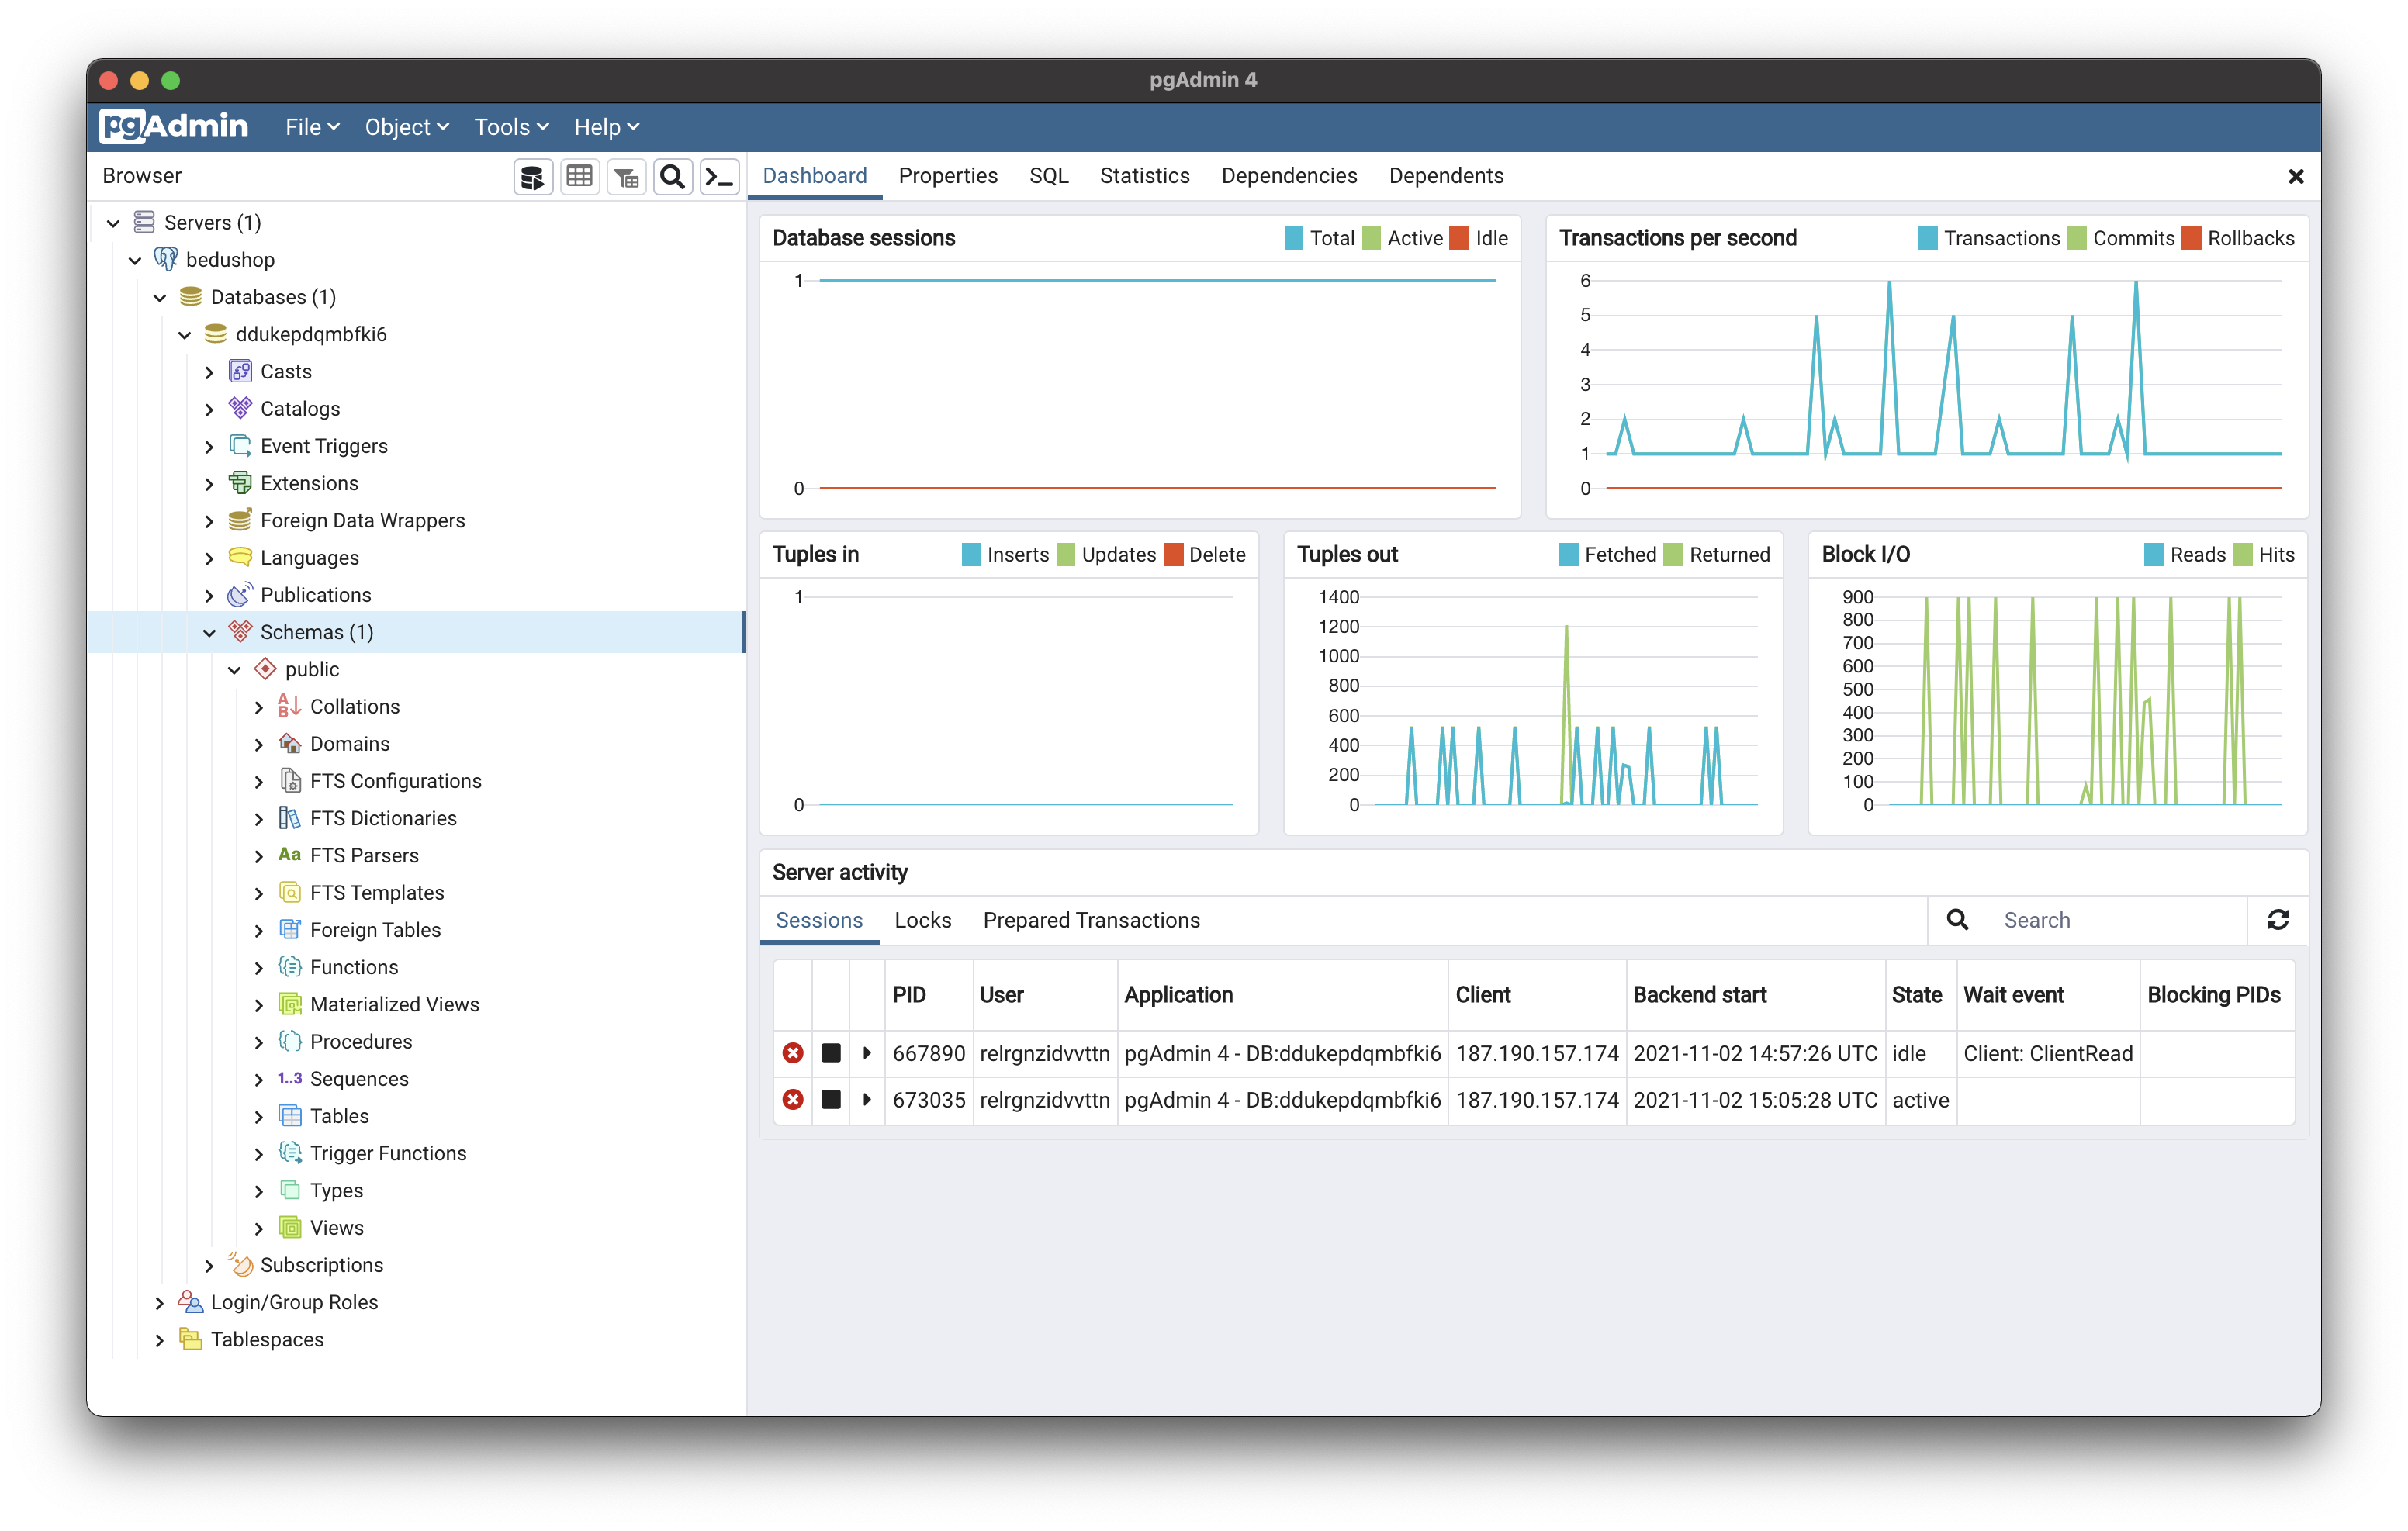 pgAdmin 4
pgAdmin File Object Tools Help
Browser
Servers (1)
bedushop
Databases (1)
ddukepdqmbfki6
Casts
Catalogs
Event Triggers
Extensions
Foreign Data Wrappers
Languages
Publications
Schemas (1)
public
Collations
Domains
FTS Configurations
FTS Dictionaries
Aa FTS Parsers
FTS Templates
Foreign Tables
Functions
Materialized Views
Procedures
1..3 Sequences
Tables
Trigger Functions
Types
Views
Subscriptions
Login/Group Roles
Tablespaces
Dashboard Properties SQL Statistics Dependencies Dependents
Database sessions Total Active Idle
1
0
Transactions per second Transactions Commits Rollbacks
6
5
4
3
2
1
0
Tuples in Inserts Updates Delete
1
0
Tuples out Fetched Returned
1400
1200
1000
800
600
400
200
0
Block I/O Reads Hits
900
800
700
600
500
400
300
200
100
0
Server activity
Sessions Locks Prepared Transactions Search
PID User Application Client Backend start State Wait event Blocking PIDs
667890 relrgnzidvvttn pgAdmin 4 - DB:ddukepdqmbfki6 187.190.157.174 2021-11-02 14:57:26 UTC idle Client: ClientRead
673035 relrgnzidvvttn pgAdmin 4 - DB:ddukepdqmbfki6 187.190.157.174 2021-11-02 15:05:28 UTC active